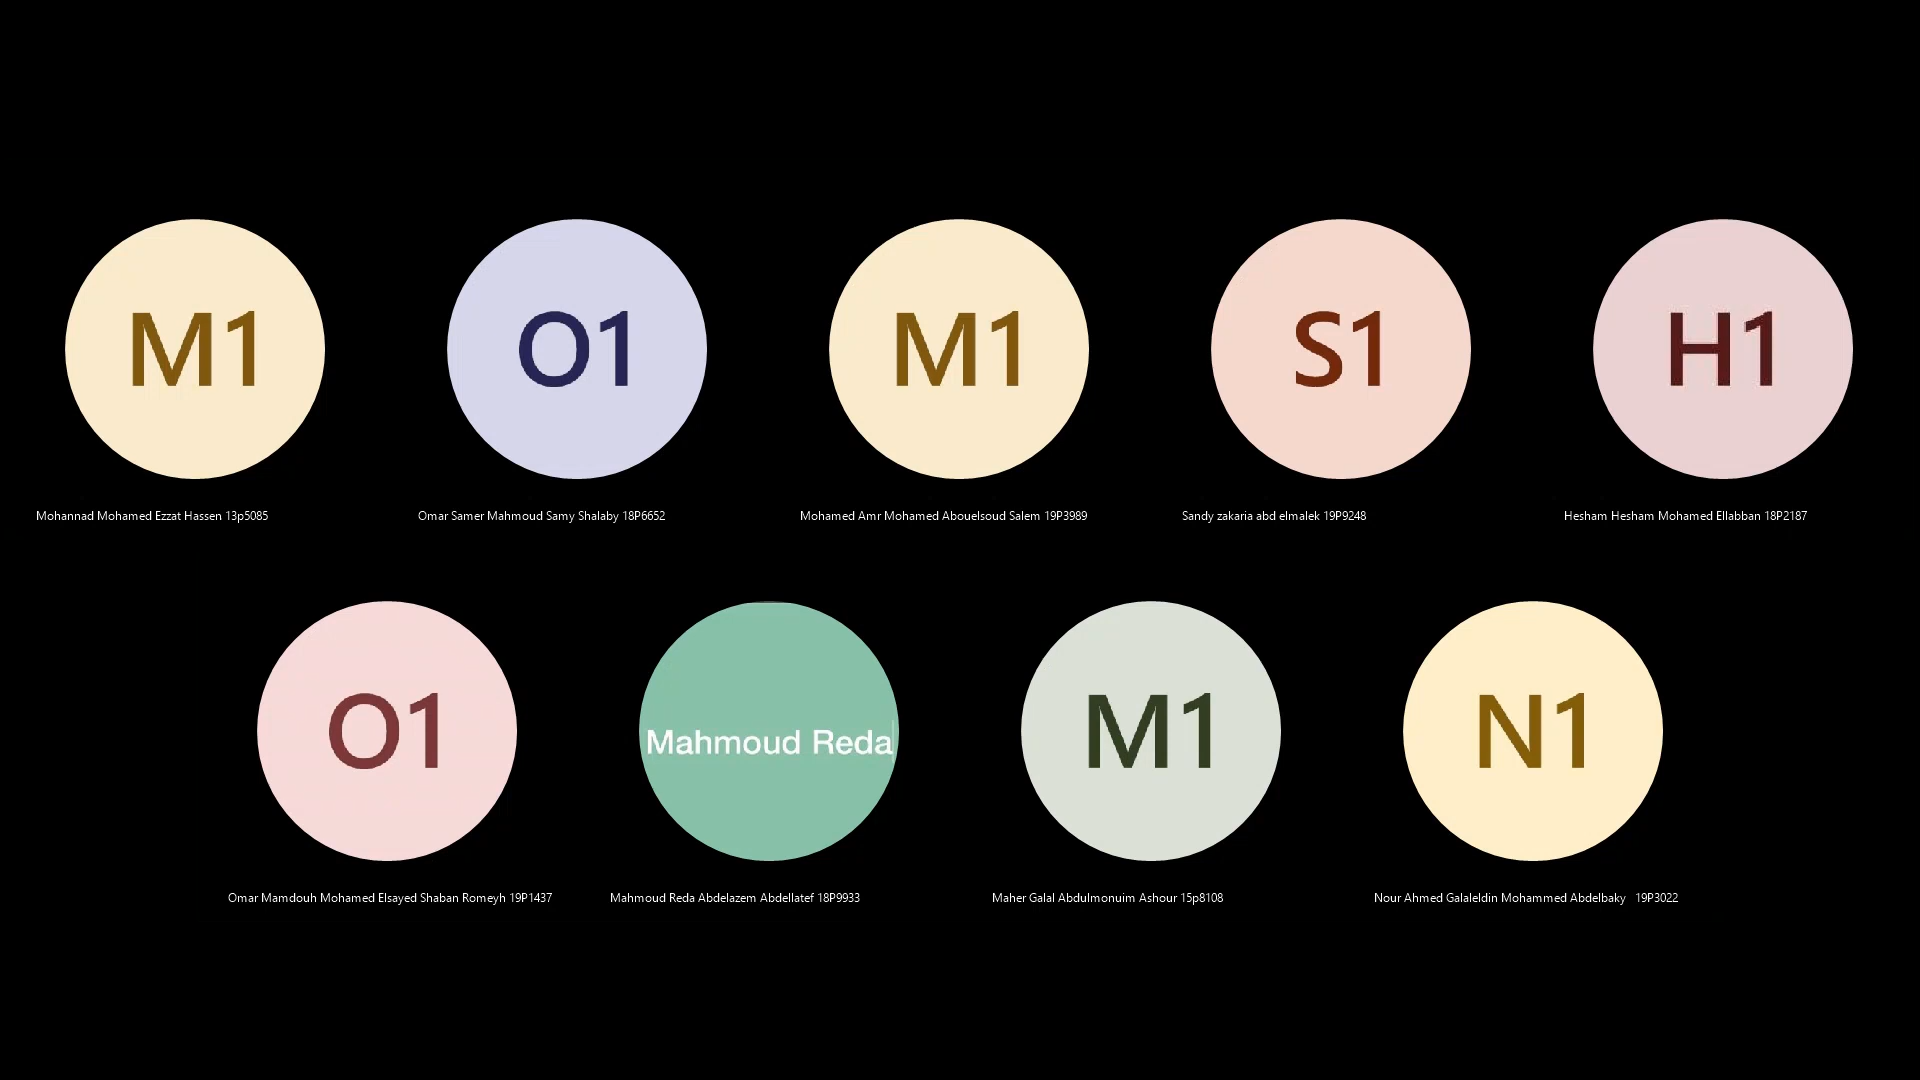 M1
O1
M1
S1
H1
Mohannad Mohamed Ezzat Hassen 13p5085
Omar Samer Mahmoud Samy Shalaby 18P6652
Mohamed Amr Mohamed Abouelsoud Salem 19P3989
Sandy zakaria abd elmalek 19P9248
Hesham Hesham Mohamed Ellabban 18P2187
O1
Mahmoud Reda
M1
N1
Omar Mamdouh Mohamed Elsayed Shaban Romeyh 19P1437
Mahmoud Reda Abdelazem Abdellatef 18P9933
Maher Galal Abdulmonuim Ashour 15p8108
Nour Ahmed Galaleldin Mohammed Abdelbaky 19P3022